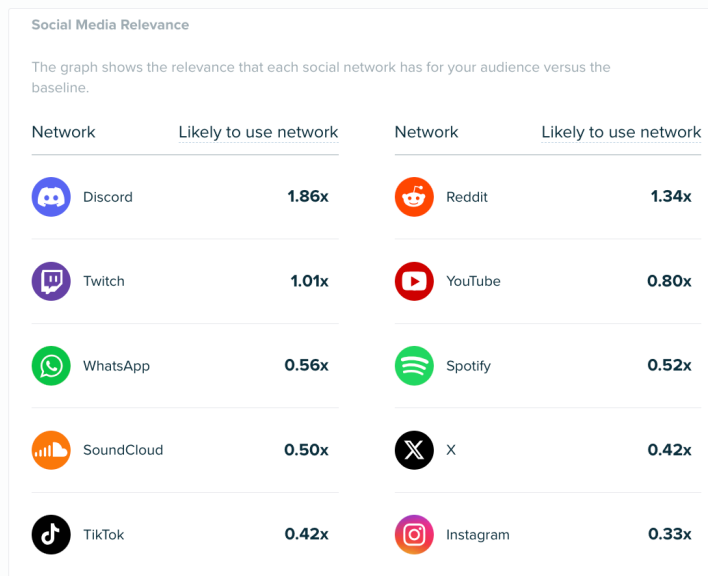 Social Media Relevance
The graph shows the relevance that each social network has for your audience versus the
baseline.
Network Likely to use network Network Likely to use network
Discord 1.86x Reddit 1.34x
Twitch 1.01x YouTube 0.80x
WhatsApp 0.56x Spotify 0.52x
SoundCloud 0.50x X 0.42x
TikTok 0.42x Instagram 0.33x